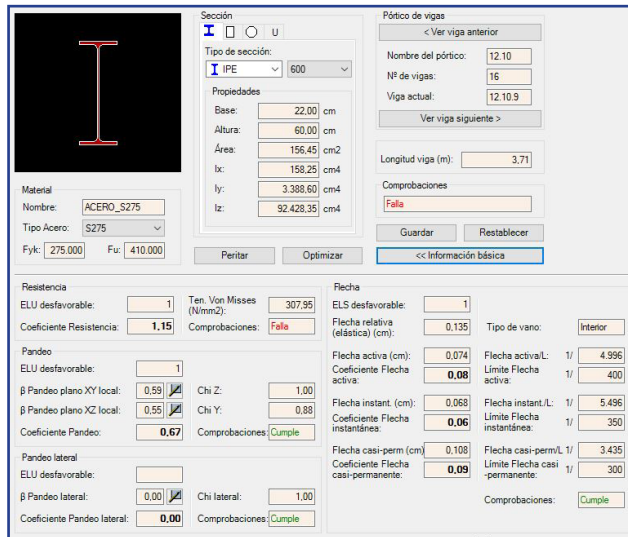 Sección
U
Tipo de sección:
IPE 600
Propiedades
Base: 22,00 cm
Altura: 60,00 cm
Área: 156,45 cm2
Ix: 158,25 cm4
Iy: 3.388,60 cm4
Iz: 92.428,35 cm4
Peritar Optimizar
Material
Nombre: ACERO_S275
Tipo Acero: S275
Fyk: 275.000 Fu: 410.000
Pórtico de vigas
< Ver viga anterior
Nombre del pórtico: 12.10
Nº de vigas: 16
Viga actual: 12.10.9
Ver viga siguiente >
Longitud viga (m): 3,71
Comprobaciones
Falla
Guardar Restablecer
<< Información básica
Resistencia
ELU desfavorable: 1 Ten. Von Misses (N/mm2): 307,95
Coeficiente Resistencia: 1,15 Comprobaciones: Falla
Pandeo
ELU desfavorable: 1
β Pandeo plano XY local: 0,59 Chi Z: 1,00
β Pandeo plano XZ local: 0,55 Chi Y: 0,88
Coeficiente Pandeo: 0,67 Comprobaciones: Cumple
Pandeo lateral
ELU desfavorable:
β Pandeo lateral: 0,00 Chi lateral: 1,00
Coeficiente Pandeo lateral: 0,00 Comprobaciones: Cumple
Flecha
ELS desfavorable: 1
Flecha relativa (elástica) (cm): 0,135 Tipo de vano: Interior
Flecha activa (cm): 0,074 Flecha activa/L: 1/ 4.996
Coeficiente Flecha activa: 0,08 Límite Flecha activa: 1/ 400
Flecha instant. (cm): 0,068 Flecha instant./L: 1/ 5.496
Coeficiente Flecha instantánea: 0,06 Límite Flecha instantánea: 1/ 350
Flecha casi-perm (cm) 0,108 Flecha casi-perm/L 1/ 3.435
Coeficiente Flecha casi-permanente: 0,09 Límite Flecha casi -permanente: 1/ 300
Comprobaciones: Cumple